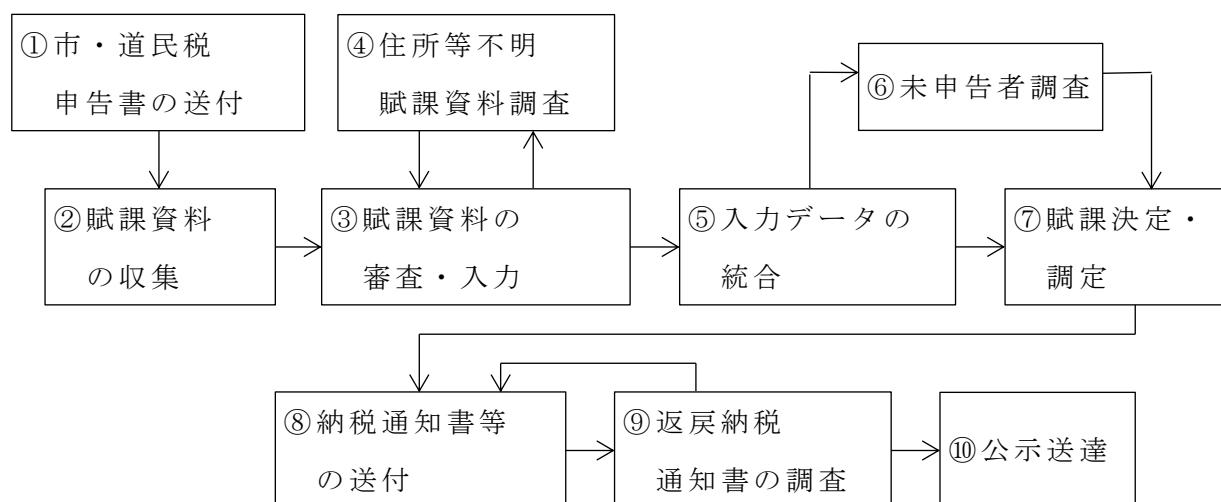 ①市・道民税
申告書の送付
②賦課資料
の収集
③賦課資料の
審査・入力
④住所等不明
賦課資料調査
⑤入力データの
統合
⑥未申告者調査
⑦賦課決定・
調定
⑧納税通知書等
の送付
⑨返戻納税
通知書の調査
⑩公示送達